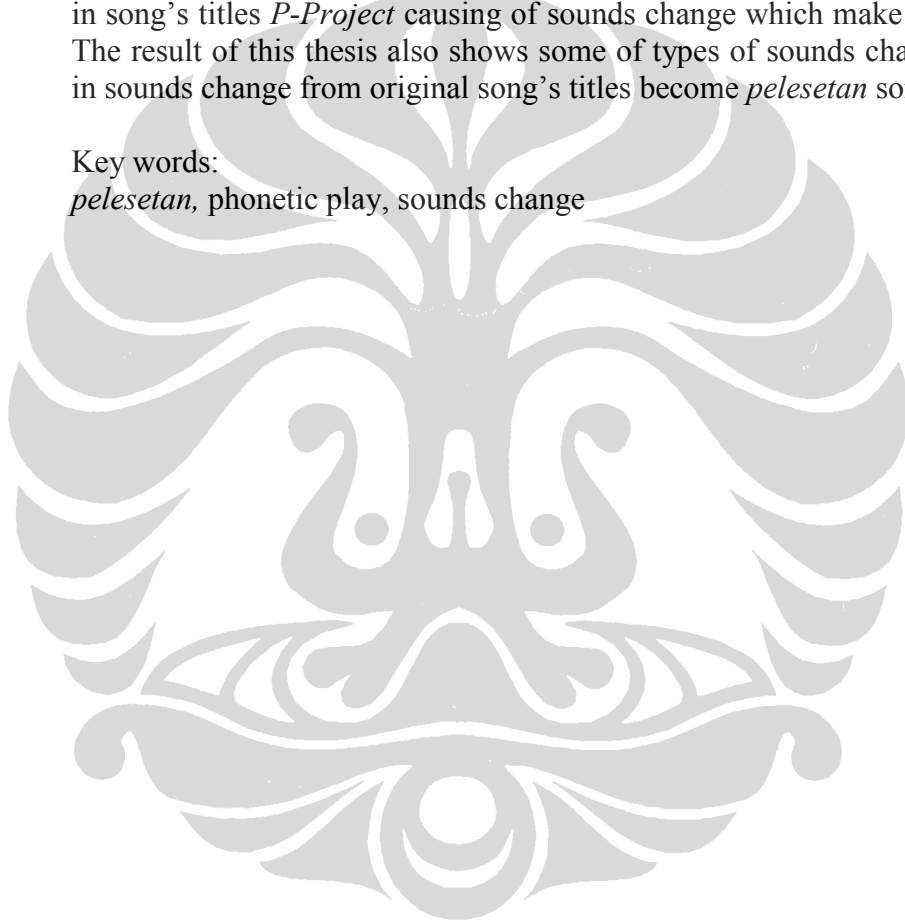 in song’s titles P-Project causing of sounds change which make
The result of this thesis also shows some of types of sounds cha
in sounds change from original song’s titles become pelesetan so
Key words:
pelesetan, phonetic play, sounds change